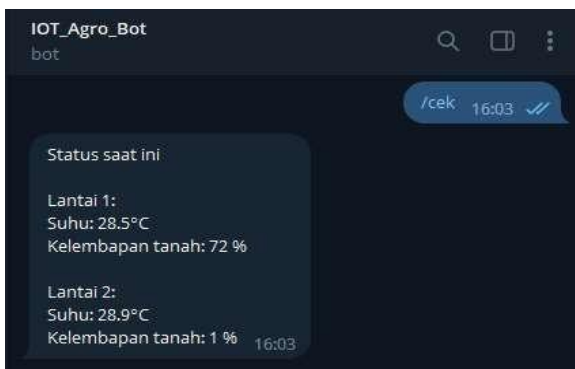 IOT_Agro_Bot
bot
/cek 16:03
Status saat ini
Lantai 1:
Suhu: 28.5°C
Kelembapan tanah: 72 %
Lantai 2:
Suhu: 28.9°C
Kelembapan tanah: 1 % 16:03